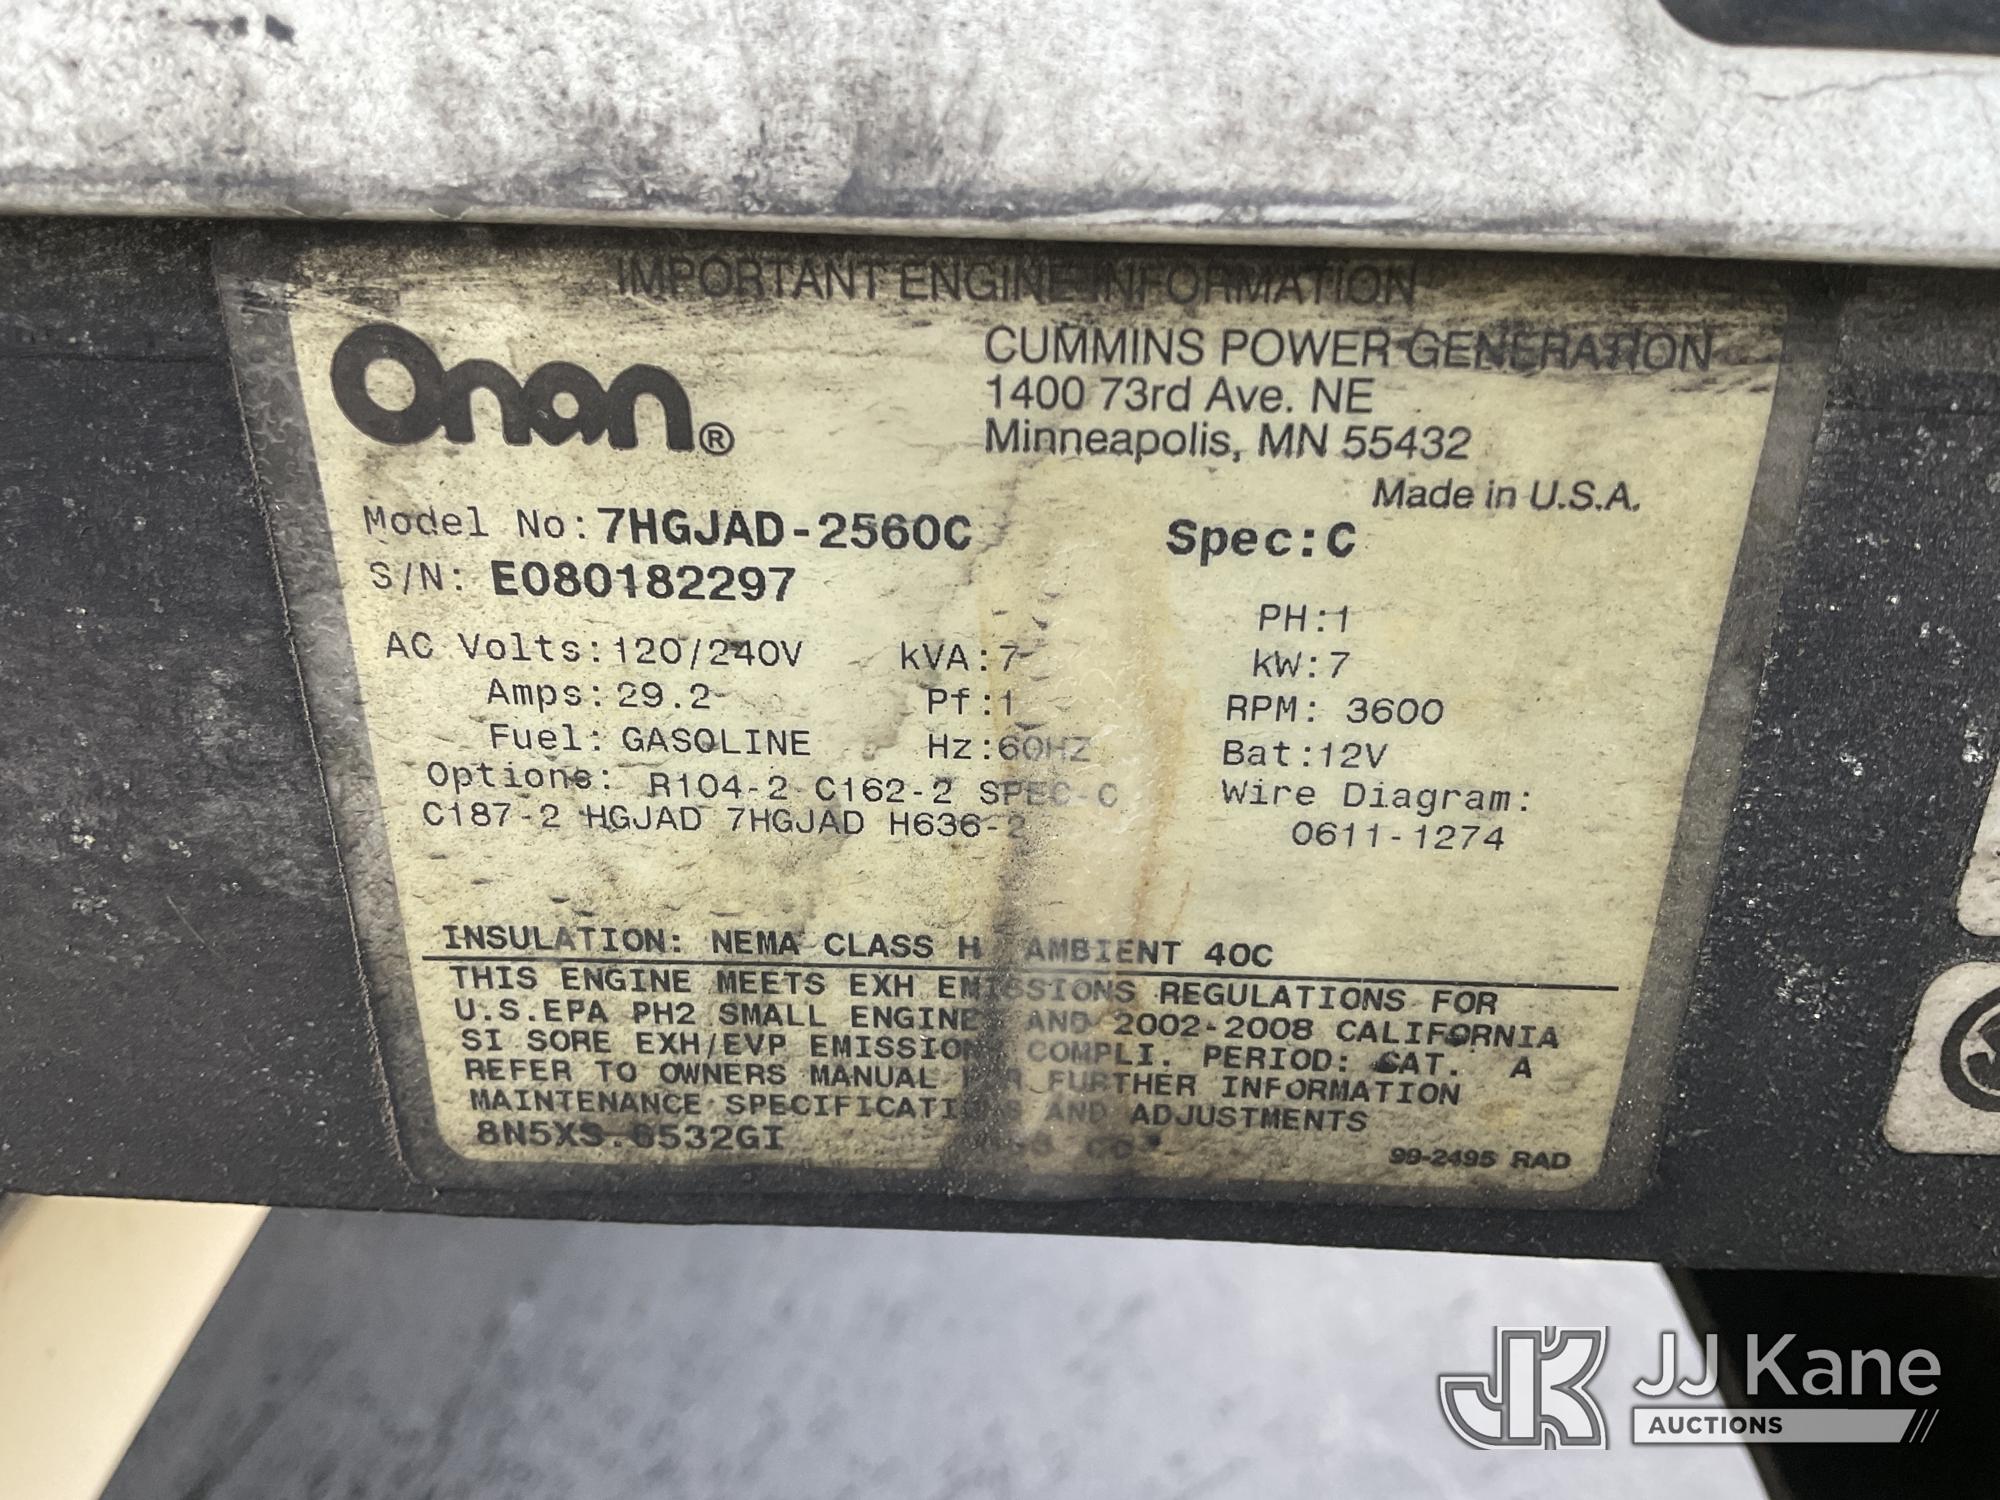 IMPORTANT ENGINE INFORMATION
Onan®
CUMMINS POWER GENERATION
1400 73rd Ave. NE
Minneapolis, MN 55432
Made in U.S.A.
Model No: 7HGJAD-2560C Spec:C
S/N: E080182297
AC Volts: 120/240V kVA:7 PH:1
Amps: 29.2 Pf:1 kW:7
Fuel: GASOLINE Hz:60HZ RPM: 3600
Bat:12V
Options: R104-2 C162-2 SPEC-C Wire Diagram:
C187-2 HGJAD 7HGJAD H636-2 0611-1274
INSULATION: NEMA CLASS H AMBIENT 40C
THIS ENGINE MEETS EXH EMISSIONS REGULATIONS FOR
U.S.EPA PH2 SMALL ENGINE AND 2002-2008 CALIFORNIA
SI SORE EXH/EVP EMISSION COMPLI. PERIOD: CAT. A
REFER TO OWNERS MANUAL FOR FURTHER INFORMATION
MAINTENANCE SPECIFICATIONS AND ADJUSTMENTS
8N5XS.6532GI
99-2495 RAD
JK JJ Kane
AUCTIONS